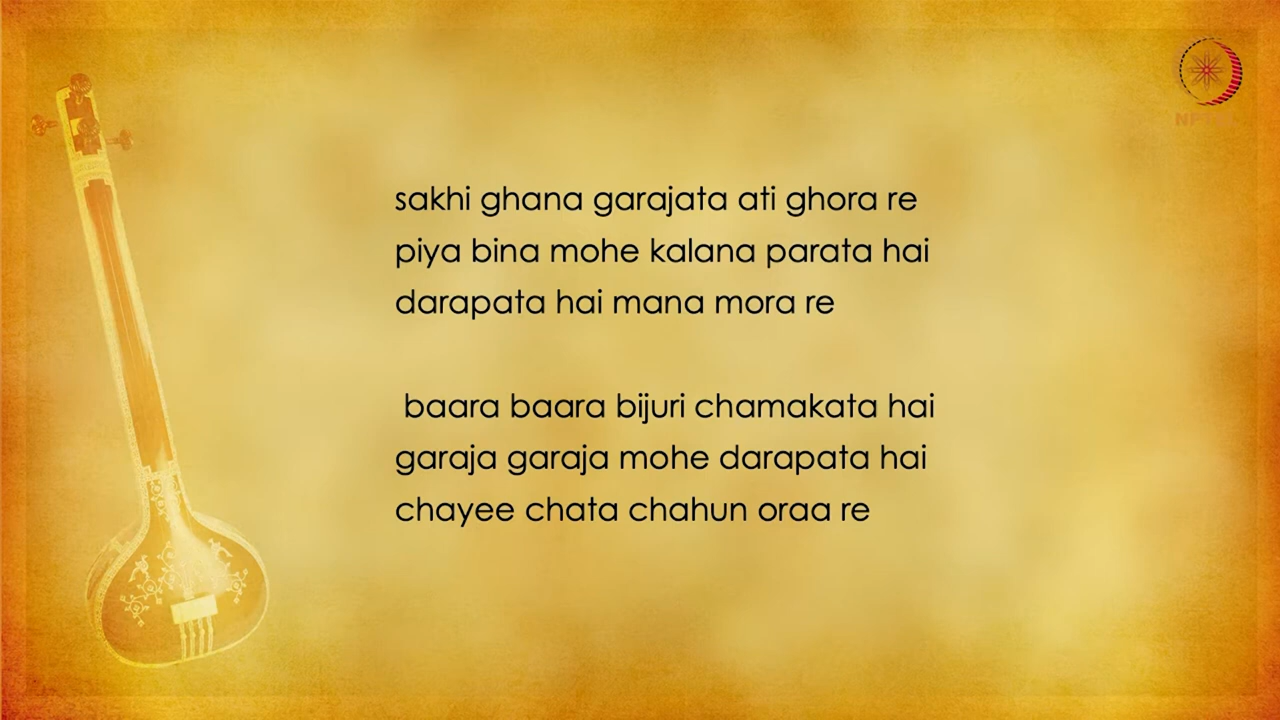 NPTEL
sakhi ghana garajata ati ghora re
piya bina mohe kalana parata hai
darapata hai mana mora re
baara baara bijuri chamakata hai
garaja garaja mohe darapata hai
chayee chata chahun oraa re